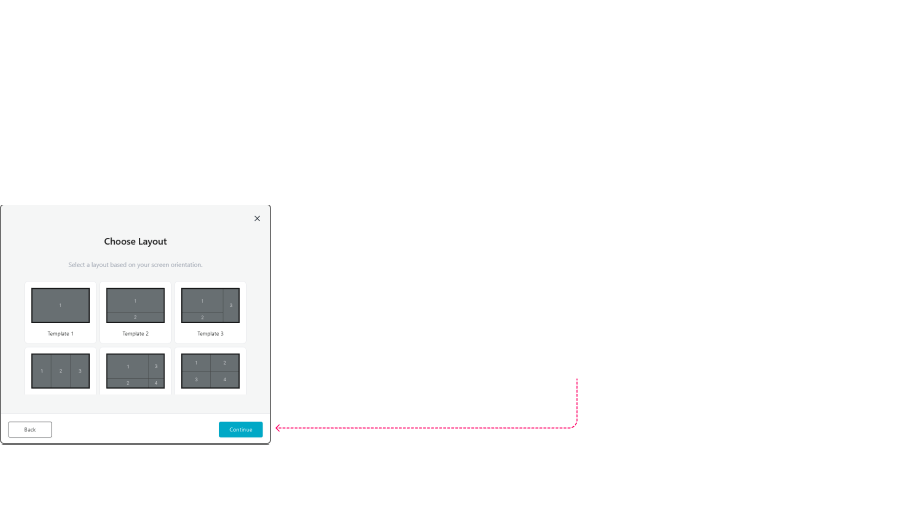 Choose Layout
Select a layout based on your screen orientation.
1
1
2
1
2
3
Template 1
Template 2
Template 3
1 2 3
1
2
3
4
1 2
3 4
Back
Continue